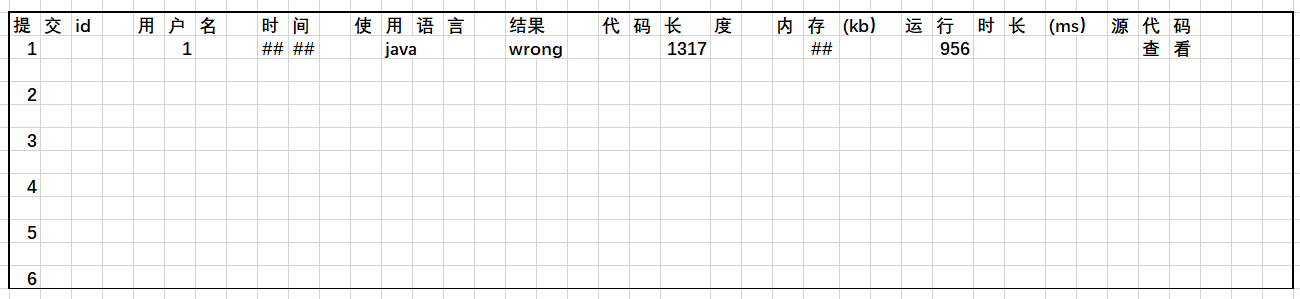 提交id 用户名 时间 使用语言 结果 代码长度 内存(kb) 运行时长(ms) 源代码
1 1 ## ## java wrong 1317 ## 956 查看
2
3
4
5
6